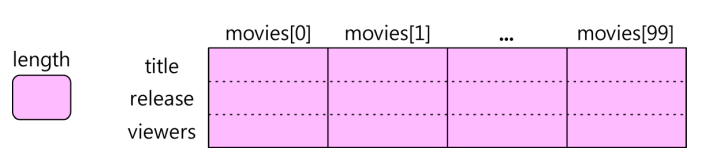 movies[0] movies[1] ... movies[99]
length
title
release
viewers